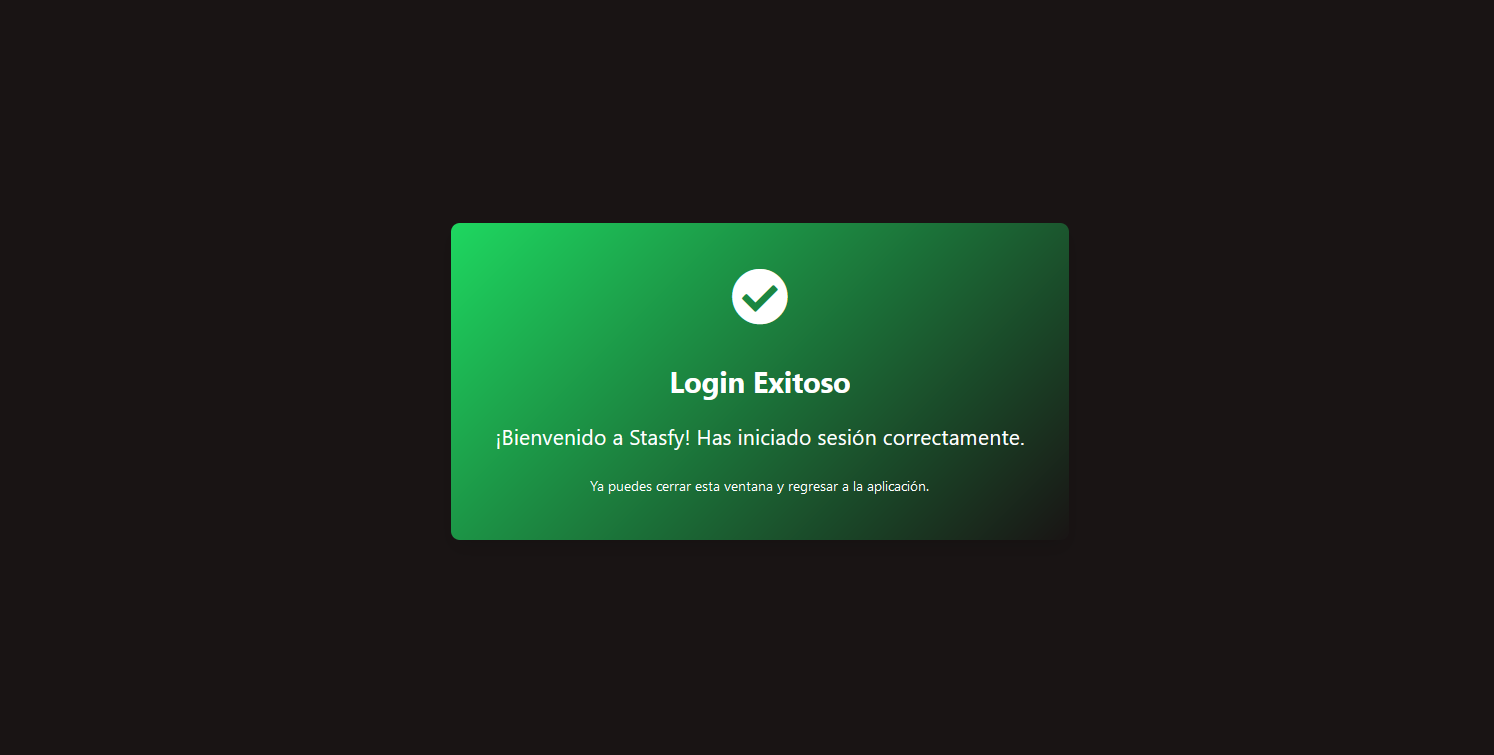 Login Exitoso
¡Bienvenido a Stasfy! Has iniciado sesión correctamente.
Ya puedes cerrar esta ventana y regresar a la aplicación.